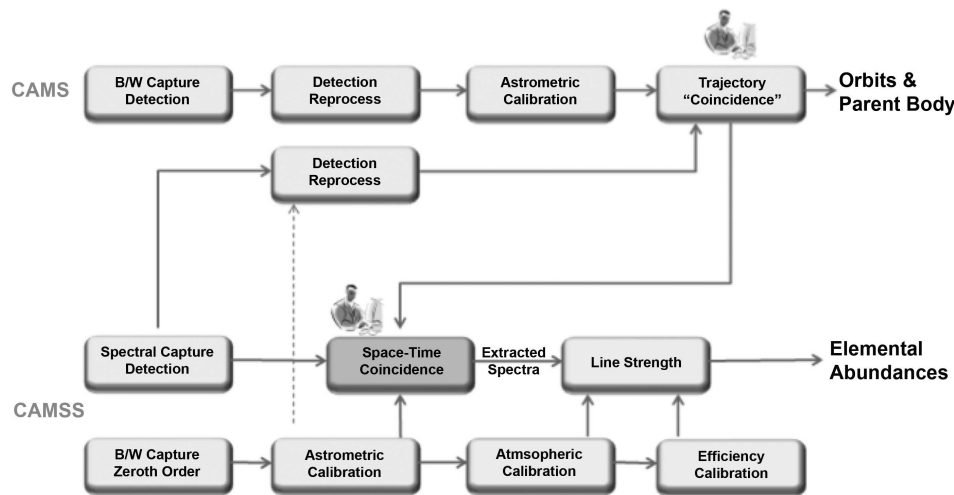 CAMS
B/W Capture
Detection
Detection
Reprocess
Astrometric
Calibration
Trajectory
“Coincidence”
Orbits &
Parent Body
Detection
Reprocess
Spectral Capture
Detection
Space-Time
Coincidence
Extracted
Spectra
Line Strength
Elemental
Abundances
CAMSS
B/W Capture
Zeroth Order
Astrometric
Calibration
Atmsopheric
Calibration
Efficiency
Calibration